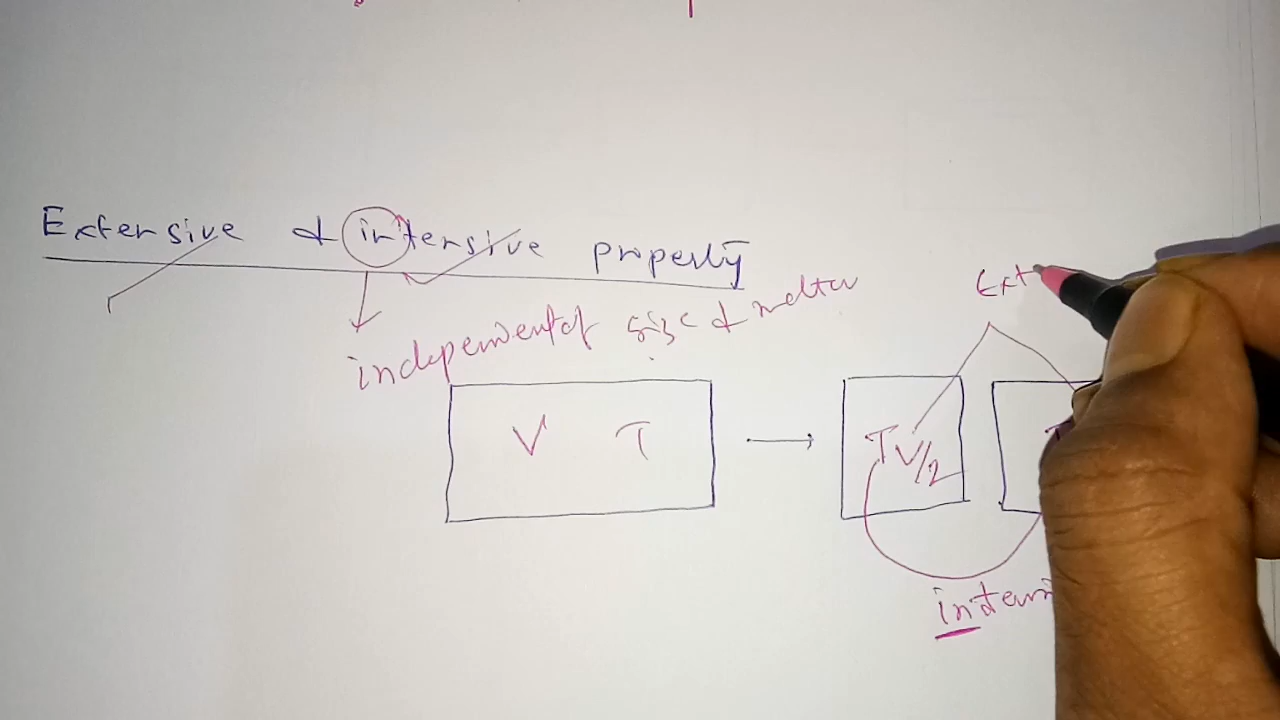 Extensive & intensive property
independent of size & matter
Ext
V T
T V/2
T
intensi